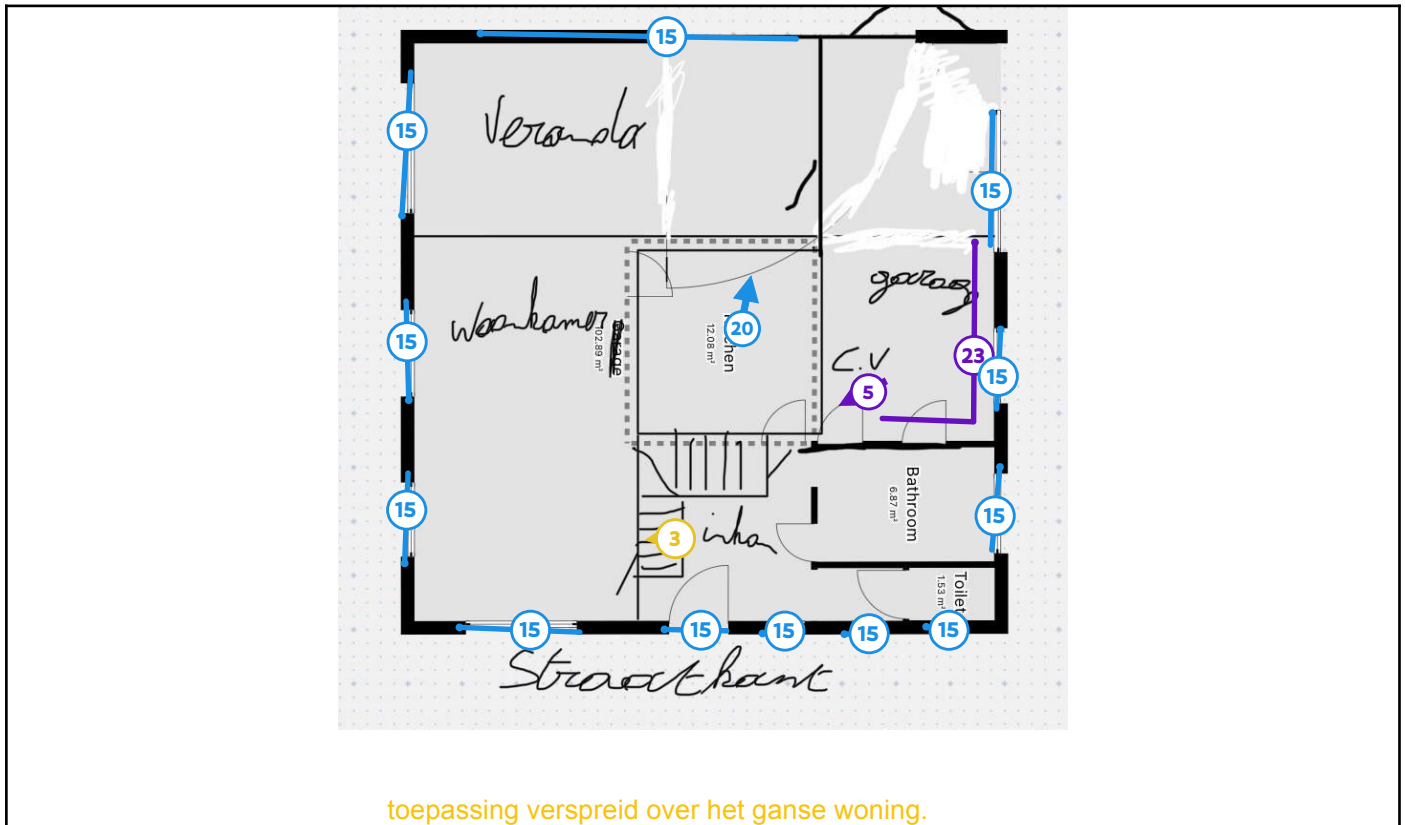 15
Veranda
15
15
garage
woonkamer
Garage
102.89 m²
12.08 m²
20
C.V
23
15
15
5
15
Bathroom
6.87 m²
15
3
inkom
Toilet
1.53 m²
15
15
15
15
15
Straatkant
toepassing verspreid over het ganse woning.